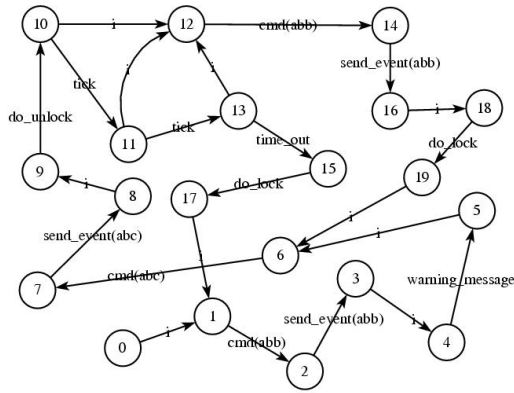 10 i 12 cmd(abb) 14
send_event(abb)
tick i i 16 i 18
do_unlock 13
11 tick time_out do_lock
9 i 8 15 19
17 do_lock
send_event(abc) i 5
i 6 i
7 cmd(abc) 3 warning_message
i 1 send_event(abb) i
0 cmd(abb) 4
2